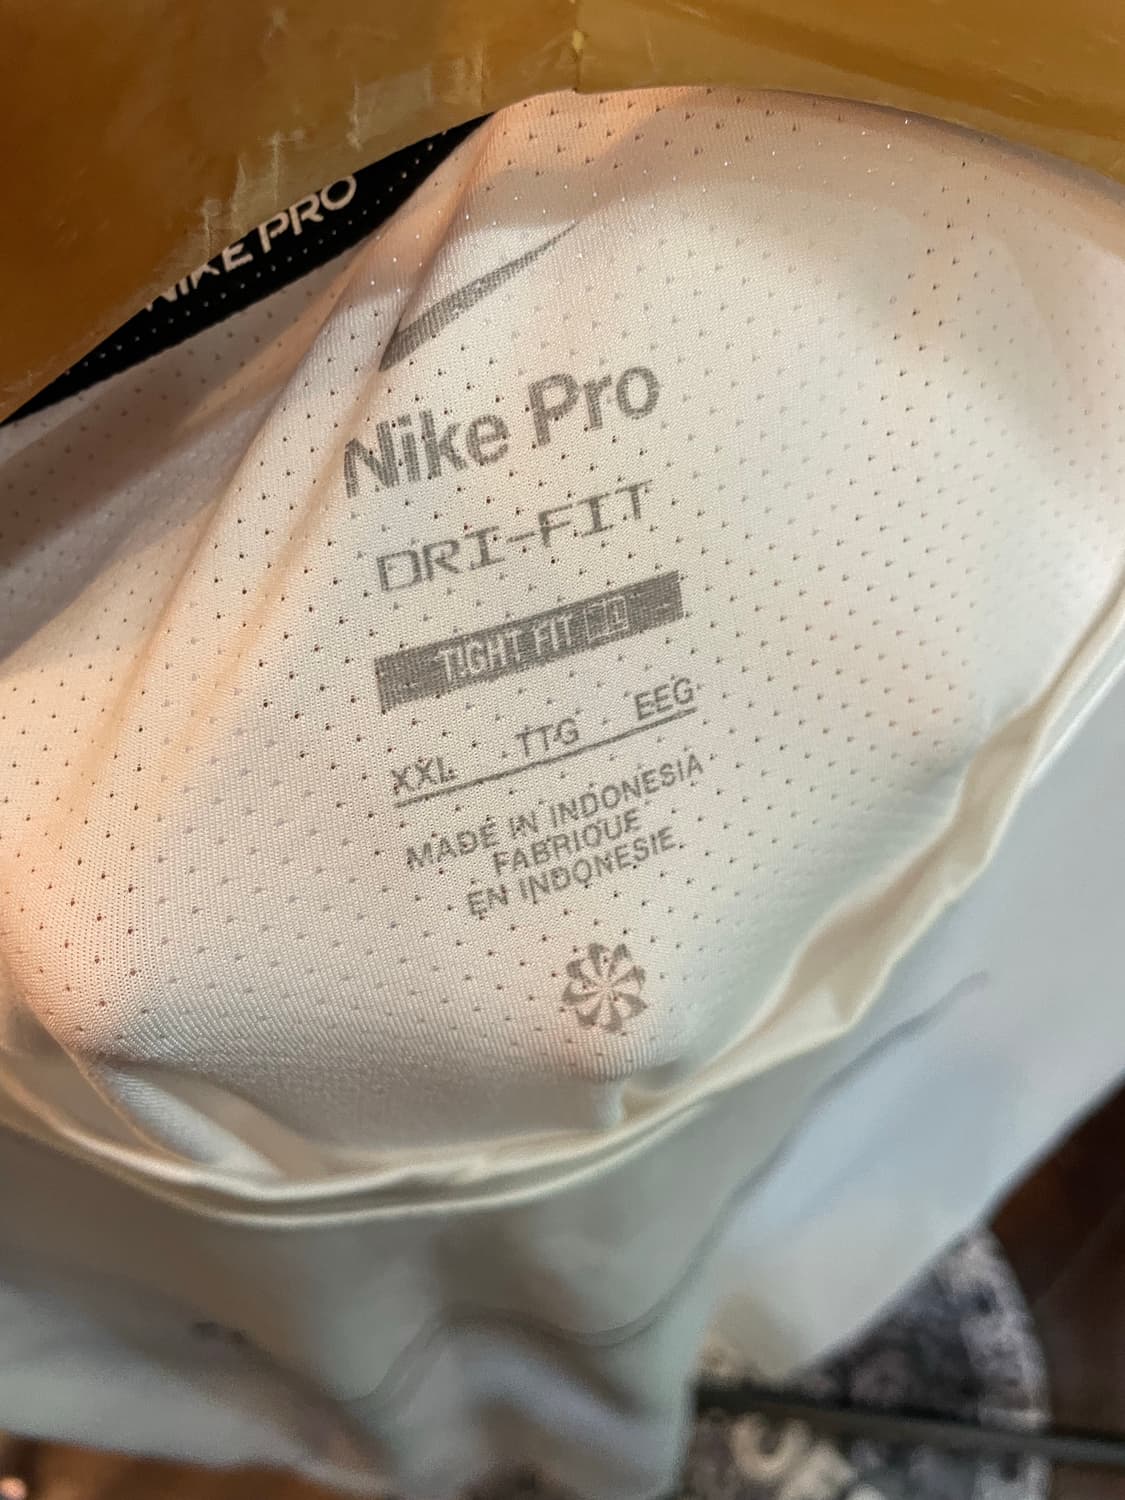 NIKE PRO
Nike Pro
DRI-FIT
TIGHT FIT
XXL TTG EEG
MADE IN INDONESIA
FABRIQUE
EN INDONESIE